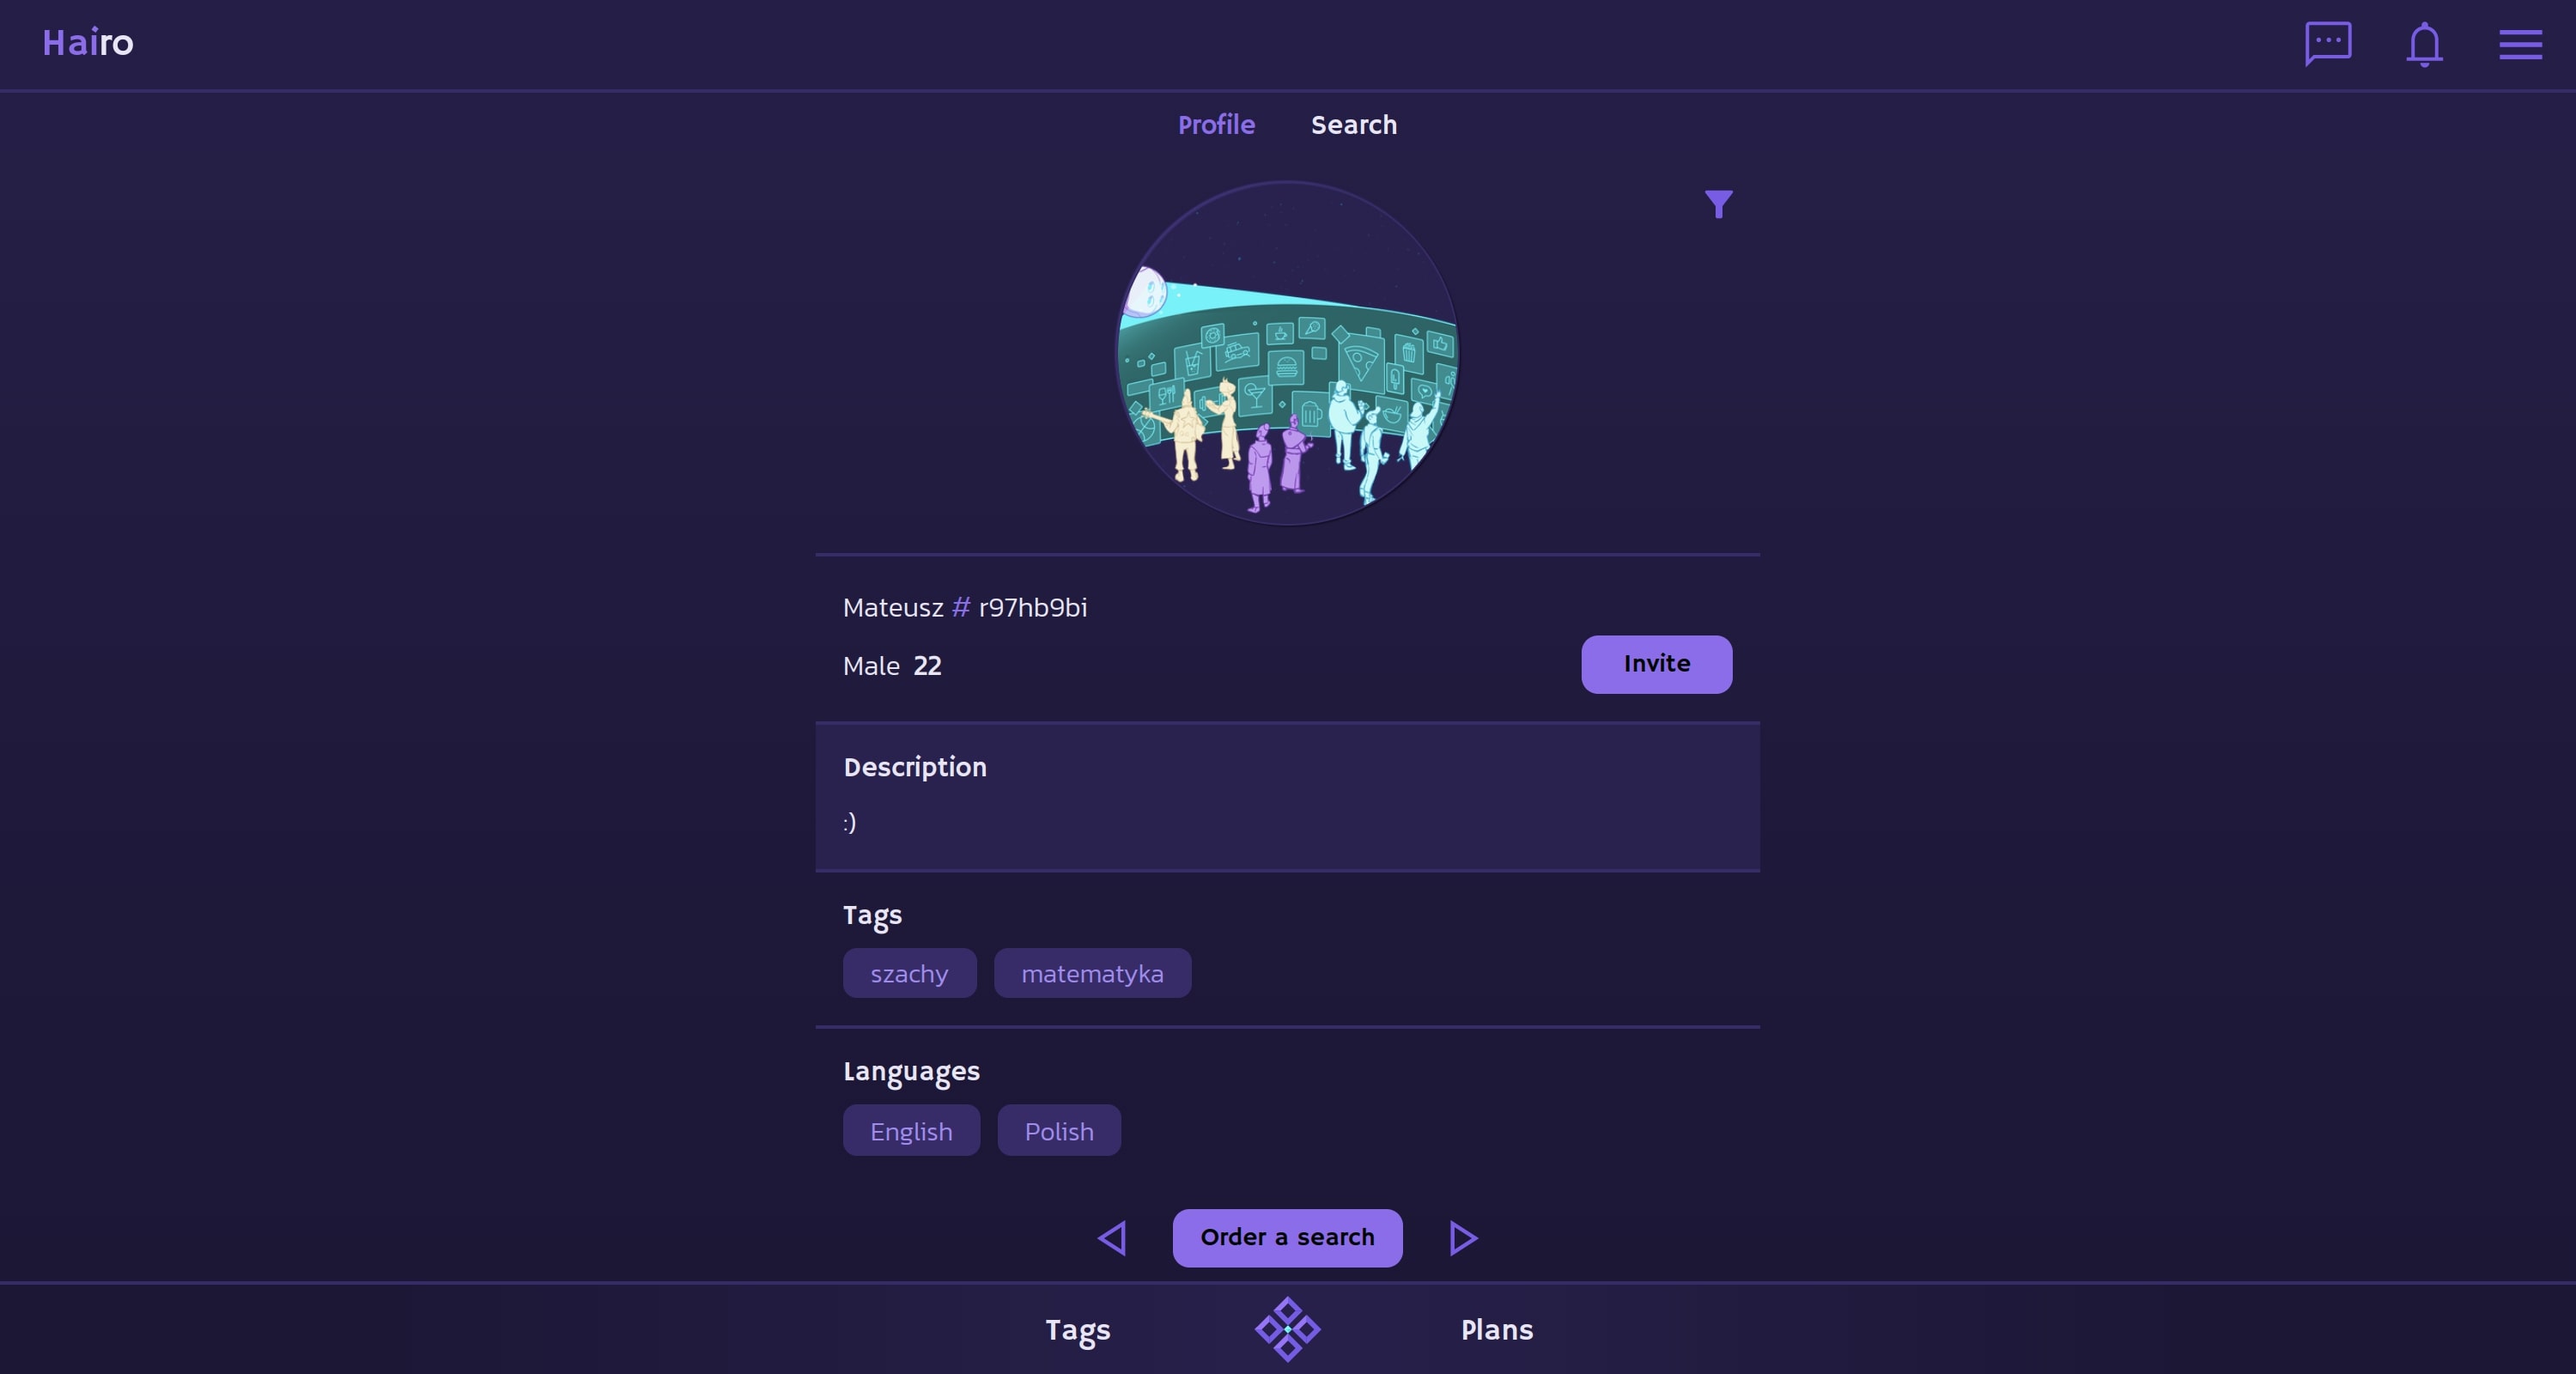 Hairo
Profile Search
Mateusz # r97hb9bi
Male 22
Invite
Description
:)
Tags
szachy matematyka
Languages
English Polish
Order a search
Tags Plans